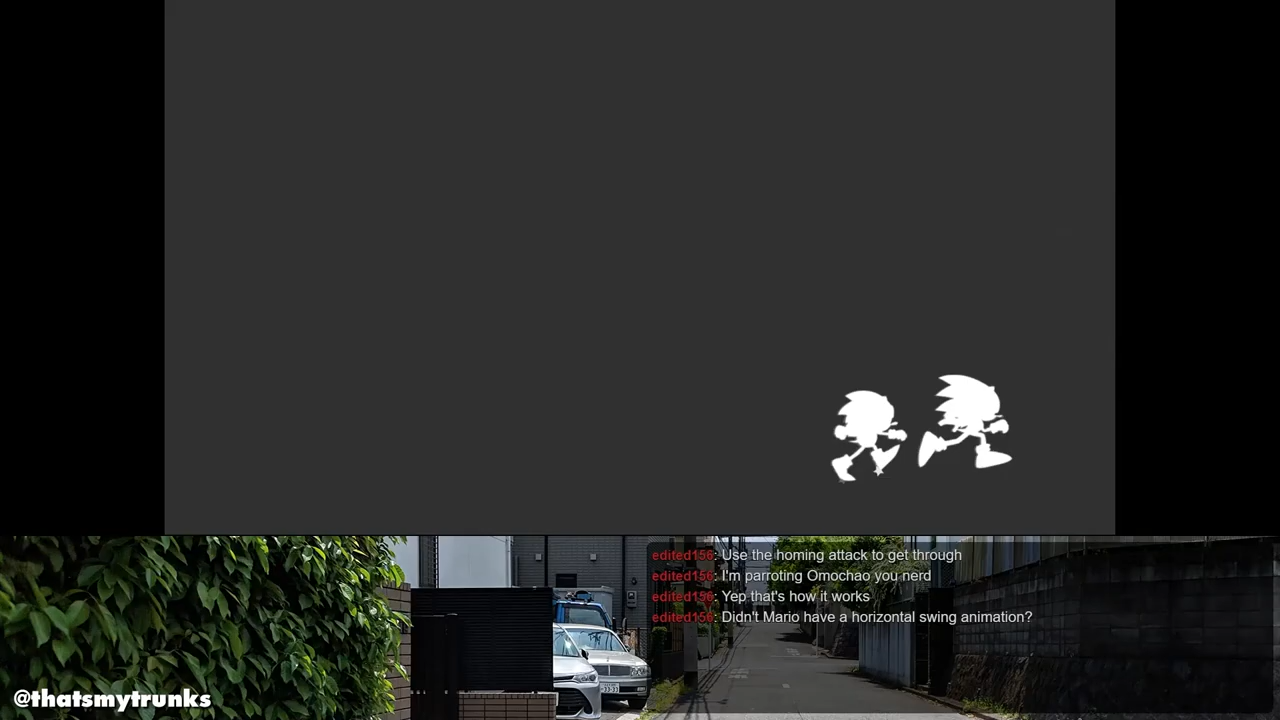 edited156: Use the homing attack to get through
edited156: I'm parroting Omochao you nerd
edited156: Yep that's how it works
edited156: Didn't Mario have a horizontal swing animation?
@thatsmytrunks